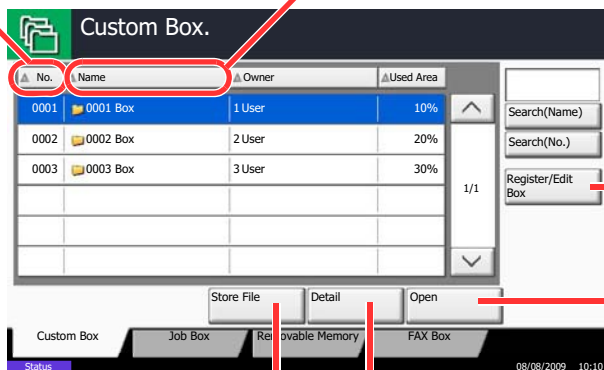 Custom Box.
No. Name Owner Used Area
0001 0001 Box 1 User 10%
0002 0002 Box 2 User 20%
0003 0003 Box 3 User 30%
1/1
Search(Name)
Search(No.)
Register/Edit
Box
Store File Detail Open
Custom Box Job Box Removable Memory FAX Box
Status 08/08/2009 10:10